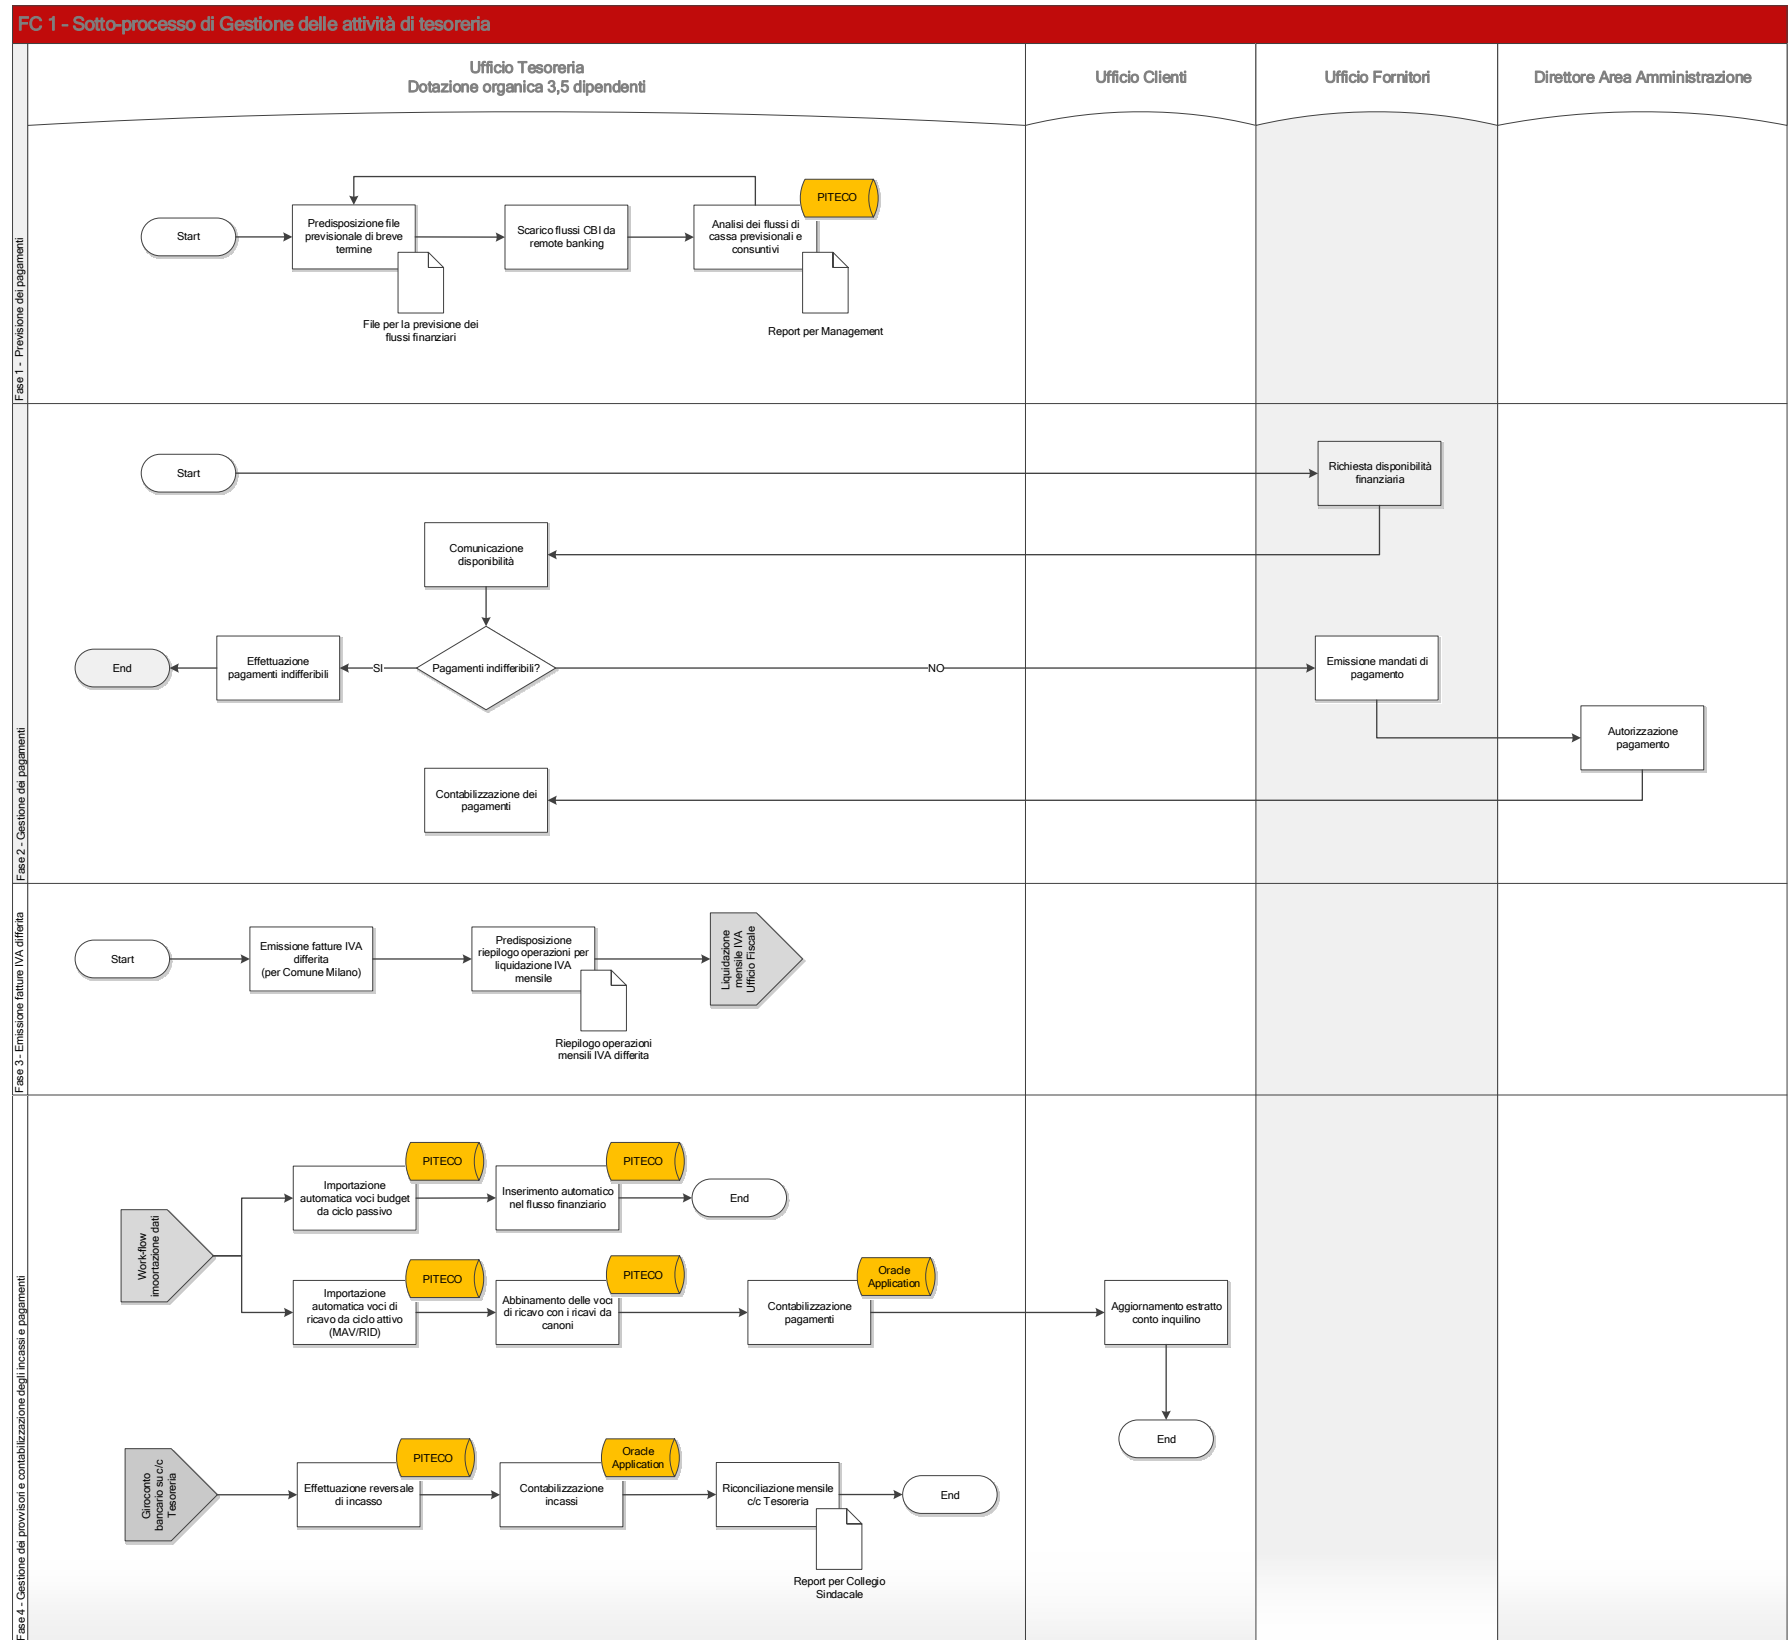 FC 1 - Sotto-processo di Gestione delle attività di tesoreria
Ufficio Tesoreria
Dotazione organica 3,5 dipendenti
Ufficio Clienti
Ufficio Fornitori
Direttore Area Amministrazione
Fase 1 - Previsione dei pagamenti
Start
Predisposizione file
previsionale di breve
termine
File per la previsione dei
flussi finanziari
Scarico flussi CBI da
remote banking
Analisi dei flussi di
cassa previsionali e
consuntivi
PITECO
Report per Management
Fase 2 - Gestione dei pagamenti
Start
Richiesta disponibilità
finanziaria
Comunicazione
disponibilità
End
Effettuazione
pagamenti indifferibili
SI
Pagamenti indifferibili?
NO
Emissione mandati di
pagamento
Autorizzazione
pagamento
Contabilizzazione dei
pagamenti
Fase 3 - Emissione fatture IVA differita
Start
Emissione fatture IVA
differita
(per Comune Milano)
Predisposizione
riepilogo operazioni per
liquidazione IVA
mensile
Riepilogo operazioni
mensili IVA differita
Liquidazione
mensile IVA
Ufficio Fiscale
Fase 4 - Gestione dei provvisori e contabilizzazione degli incassi e pagamenti
Work-flow
imoortazione dati
Importazione
automatica voci budget
da ciclo passivo
PITECO
Inserimento automatico
nel flusso finanziario
PITECO
End
Importazione
automatica voci di
ricavo da ciclo attivo
(MAV/RID)
PITECO
Abbinamento delle voci
di ricavo con i ricavi da
canoni
PITECO
Contabilizzazione
pagamenti
Oracle
Application
Aggiornamento estratto
conto inquilino
End
Giroconto
bancario su c/c
Tesoreria
Effettuazione reversale
di incasso
PITECO
Contabilizzazione
incassi
Oracle
Application
Riconciliazione mensile
c/c Tesoreria
Report per Collegio
Sindacale
End